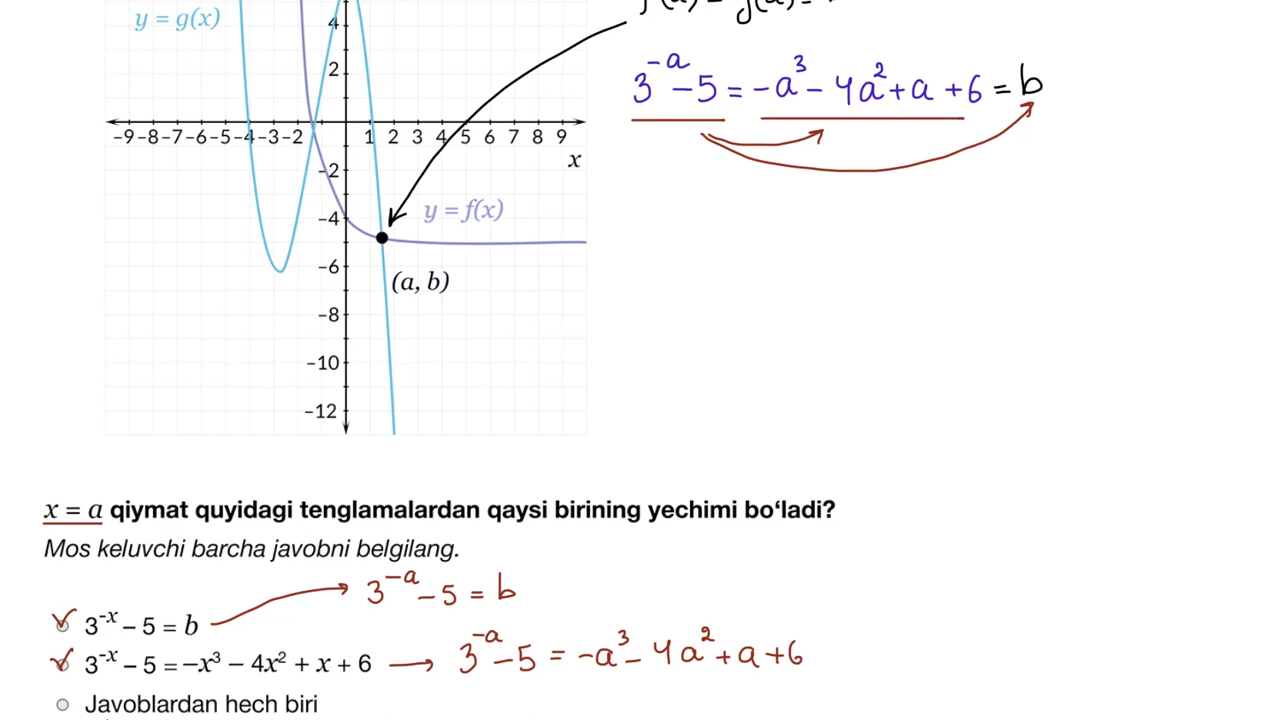 y = g(x)
3⁻ᵃ – 5 = –a³ – 4a² + a + 6 = b
4
2
–9 –8 –7 –6 –5 –4 –3 –2 1 2 3 4 5 6 7 8 9
x
–2
–4
y = f(x)
–6
(a, b)
–8
–10
–12
x = a qiymat quyidagi tenglamalardan qaysi birining yechimi bo‘ladi?
Mos keluvchi barcha javobni belgilang.
3⁻ᵃ – 5 = b
3⁻ˣ – 5 = b
3⁻ˣ – 5 = –x³ – 4x² + x + 6
3⁻ᵃ – 5 = –a³ – 4a² + a + 6
Javoblardan hech biri